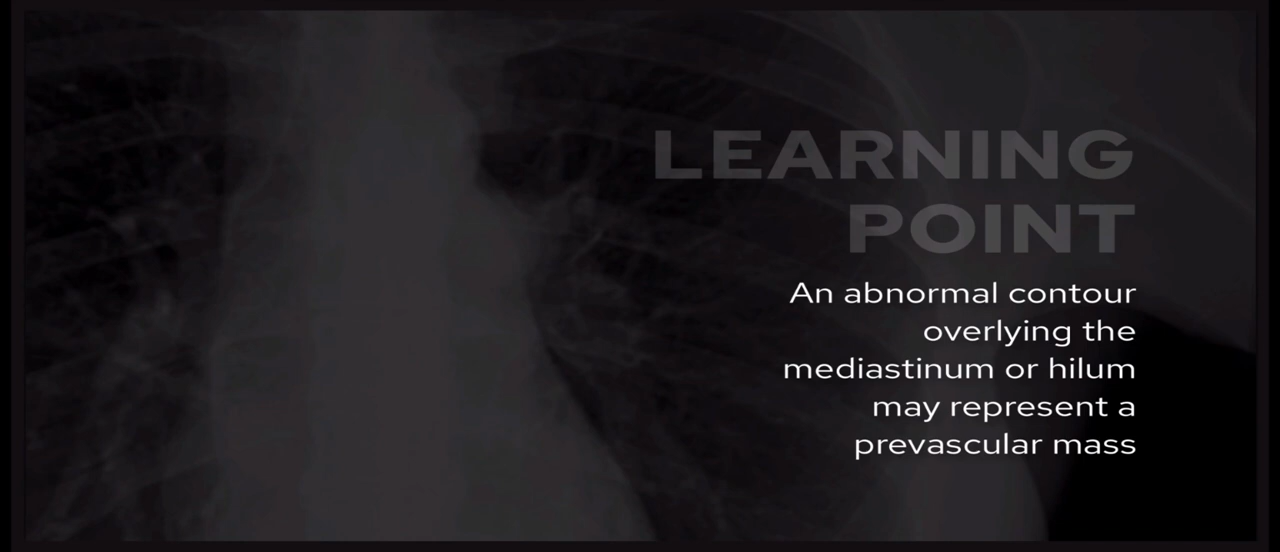 LEARNING
POINT
An abnormal contour
overlying the
mediastinum or hilum
may represent a
prevascular mass